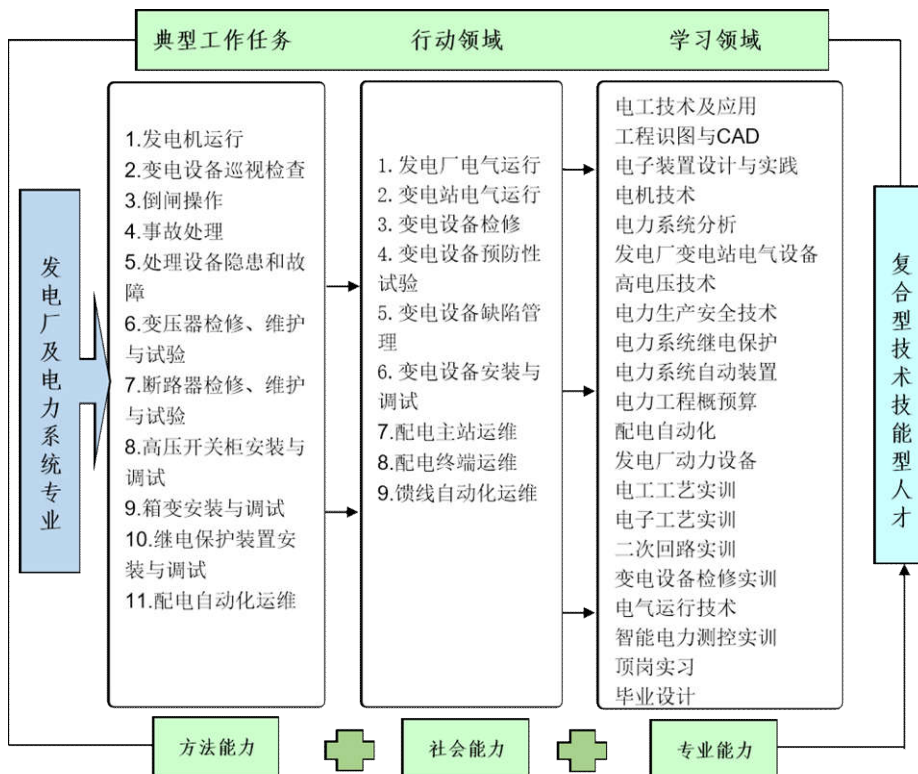 典型工作任务
行动领域
学习领域
发电厂及电力系统专业
1.发电机运行
2.变电设备巡视检查
3.倒闸操作
4.事故处理
5.处理设备隐患和故
障
6.变压器检修、维护
与试验
7.断路器检修、维护
与试验
8.高压开关柜安装与
调试
9.箱变安装与调试
10.继电保护装置安
装与调试
11.配电自动化运维
1. 发电厂电气运行
2. 变电站电气运行
3. 变电设备检修
4. 变电设备预防性
试验
5. 变电设备缺陷管
理
6. 变电设备安装与
调试
7.配电主站运维
8.配电终端运维
9.馈线自动化运维
电工技术及应用
工程识图与CAD
电子装置设计与实践
电机技术
电力系统分析
发电厂变电站电气设备
高电压技术
电力生产安全技术
电力系统继电保护
电力系统自动装置
电力工程概预算
配电自动化
发电厂动力设备
电工工艺实训
电子工艺实训
二次回路实训
变电设备检修实训
电气运行技术
智能电力测控实训
顶岗实习
毕业设计
复合型技术技能型人才
方法能力
社会能力
专业能力